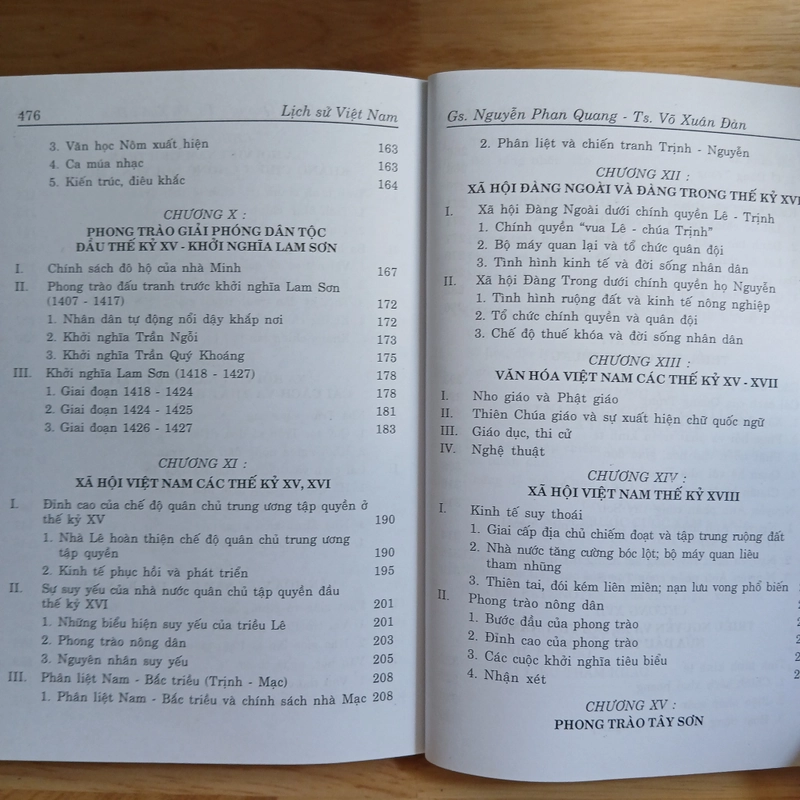 476 Lịch sử Việt Nam
3. Văn học Nôm xuất hiện 163
4. Ca múa nhạc 163
5. Kiến trúc, điêu khắc 164
CHƯƠNG X :
PHONG TRÀO GIẢI PHÓNG DÂN TỘC
ĐẦU THẾ KỶ XV - KHỞI NGHĨA LAM SƠN
I. Chính sách đô hộ của nhà Minh 167
II. Phong trào đấu tranh trước khởi nghĩa Lam Sơn
(1407 - 1417) 172
1. Nhân dân tự động nổi dậy khắp nơi 172
2. Khởi nghĩa Trần Ngỗi 173
3. Khởi nghĩa Trần Quý Khoáng 175
III. Khởi nghĩa Lam Sơn (1418 - 1427) 178
1. Giai đoạn 1418 - 1424 178
2. Giai đoạn 1424 - 1425 181
3. Giai đoạn 1426 - 1427 183
CHƯƠNG XI :
XÃ HỘI VIỆT NAM CÁC THẾ KỶ XV, XVI
I. Đỉnh cao của chế độ quân chủ trung ương tập quyền ở
thế kỷ XV 190
1. Nhà Lê hoàn thiện chế độ quân chủ trung ương
tập quyền 190
2. Kinh tế phục hồi và phát triển 195
II. Sự suy yếu của nhà nước quân chủ tập quyền đầu
thế kỷ XVI 201
1. Những biểu hiện suy yếu của triều Lê 201
2. Phong trào nông dân 203
3. Nguyên nhân suy yếu 205
III. Phân liệt Nam - Bắc triều (Trịnh - Mạc) 208
1. Phân liệt Nam - Bắc triều và chính sách nhà Mạc 208
Gs. Nguyễn Phan Quang - Ts. Võ Xuân Đàn
2. Phân liệt và chiến tranh Trịnh - Nguyễn
CHƯƠNG XII :
XÃ HỘI ĐÀNG NGOÀI VÀ ĐÀNG TRONG THẾ KỶ XVI
I. Xã hội Đàng Ngoài dưới chính quyền Lê - Trịnh
1. Chính quyền "vua Lê - chúa Trịnh"
2. Bộ máy quan lại và tổ chức quân đội
3. Tình hình kinh tế và đời sống nhân dân
II. Xã hội Đàng Trong dưới chính quyền họ Nguyễn
1. Tình hình ruộng đất và kinh tế nông nghiệp
2. Tổ chức chính quyền và quân đội
3. Chế độ thuế khóa và đời sống nhân dân
CHƯƠNG XIII :
VĂN HÓA VIỆT NAM CÁC THẾ KỶ XV - XVII
I. Nho giáo và Phật giáo
II. Thiên Chúa giáo và sự xuất hiện chữ quốc ngữ
III. Giáo dục, thi cử
IV. Nghệ thuật
CHƯƠNG XIV :
XÃ HỘI VIỆT NAM THẾ KỶ XVIII
I. Kinh tế suy thoái
1. Giai cấp địa chủ chiếm đoạt và tập trung ruộng đất
2. Nhà nước tăng cường bóc lột; bộ máy quan liêu
tham nhũng
3. Thiên tai, đói kém liên miên; nạn lưu vong phổ biến
II. Phong trào nông dân
1. Bước đầu của phong trào
2. Đỉnh cao của phong trào
3. Các cuộc khởi nghĩa tiêu biểu
4. Nhận xét
CHƯƠNG XV :
PHONG TRÀO TÂY SƠN